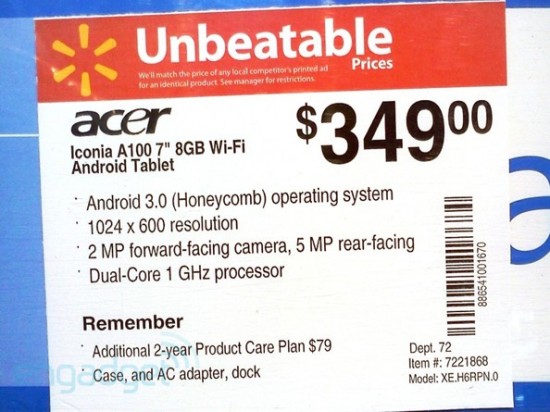 Unbeatable
Prices
We'll match the price of any local competitor's printed ad
for an identical product. See manager for restrictions.
acer
$349 00
Iconia A100 7" 8GB Wi-Fi
Android Tablet
· Android 3.0 (Honeycomb) operating system
· 1024 x 600 resolution
· 2 MP forward-facing camera, 5 MP rear-facing
· Dual-Core 1 GHz processor
886541001670
Remember
· Additional 2-year Product Care Plan $79
· Case, and AC adapter, dock
Dept. 72
Item #: 7221868
Model: XE.H6RPN.0
engadget